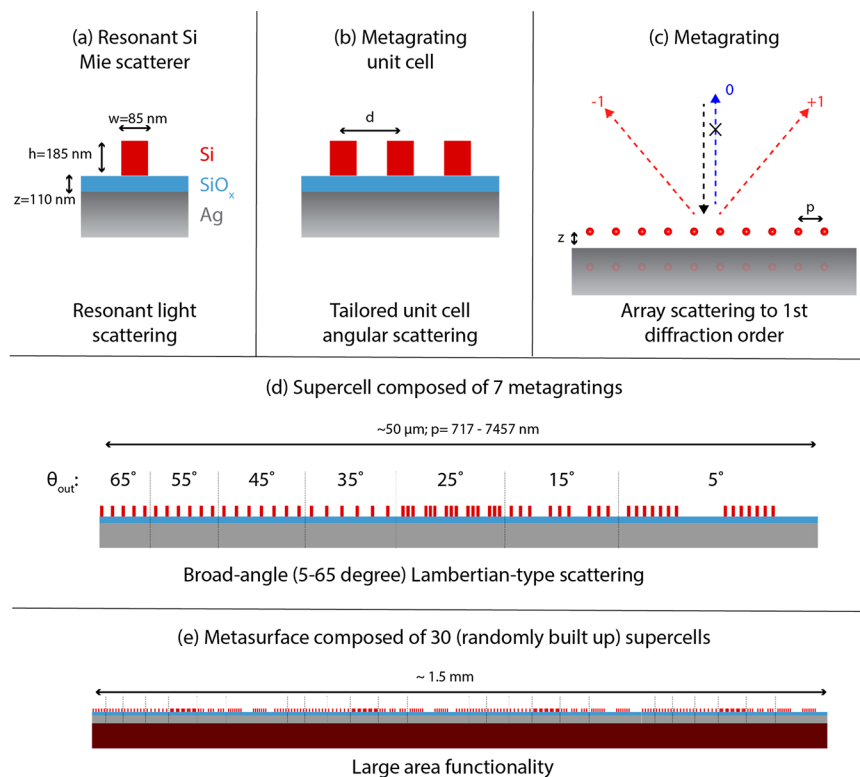 (a) Resonant Si
Mie scatterer
w=85 nm
h=185 nm
z=110 nm
Si
SiOₓ
Ag
Resonant light
scattering
(b) Metagrating
unit cell
d
Tailored unit cell
angular scattering
(c) Metagrating
-1
0
+1
p
z
Array scattering to 1st
diffraction order
(d) Supercell composed of 7 metagratings
~50 μm; p= 717 - 7457 nm
θout: 65° 55° 45° 35° 25° 15° 5°
Broad-angle (5-65 degree) Lambertian-type scattering
(e) Metasurface composed of 30 (randomly built up) supercells
~ 1.5 mm
Large area functionality